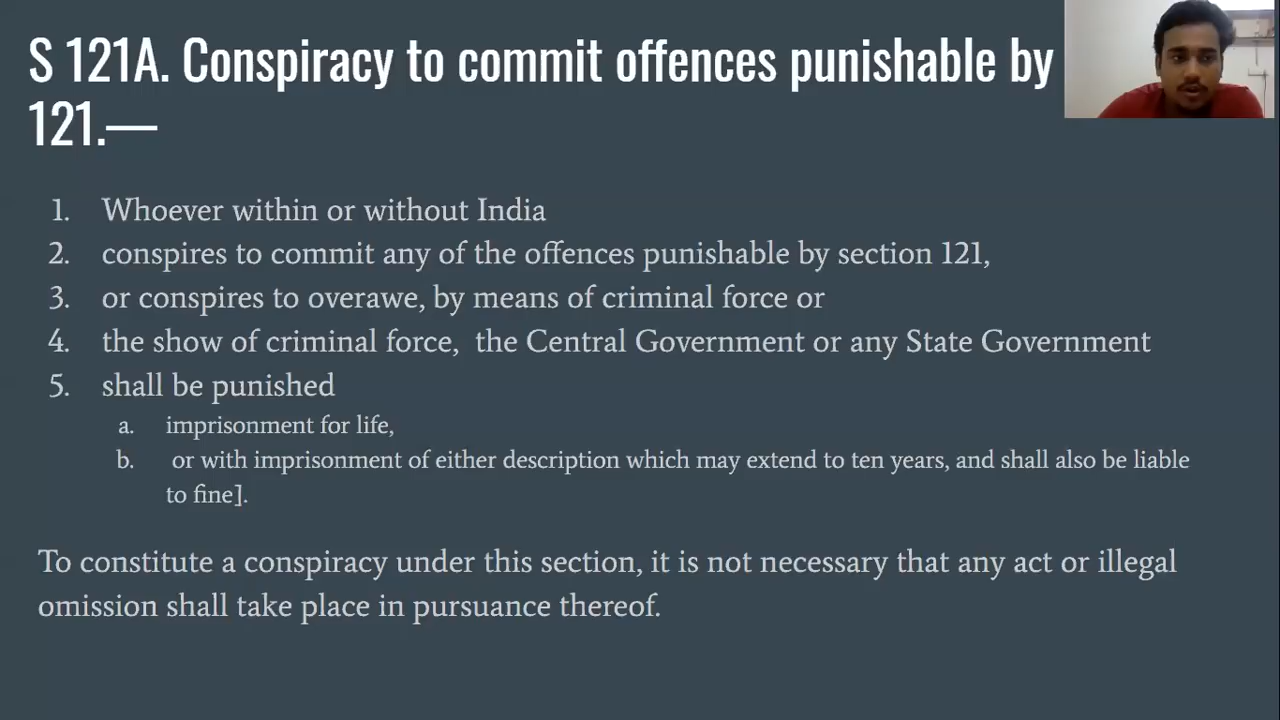 S 121A. Conspiracy to commit offences punishable by
121.—
1. Whoever within or without India
2. conspires to commit any of the offences punishable by section 121,
3. or conspires to overawe, by means of criminal force or
4. the show of criminal force, the Central Government or any State Government
5. shall be punished
a. imprisonment for life,
b. or with imprisonment of either description which may extend to ten years, and shall also be liable
to fine].
To constitute a conspiracy under this section, it is not necessary that any act or illegal
omission shall take place in pursuance thereof.